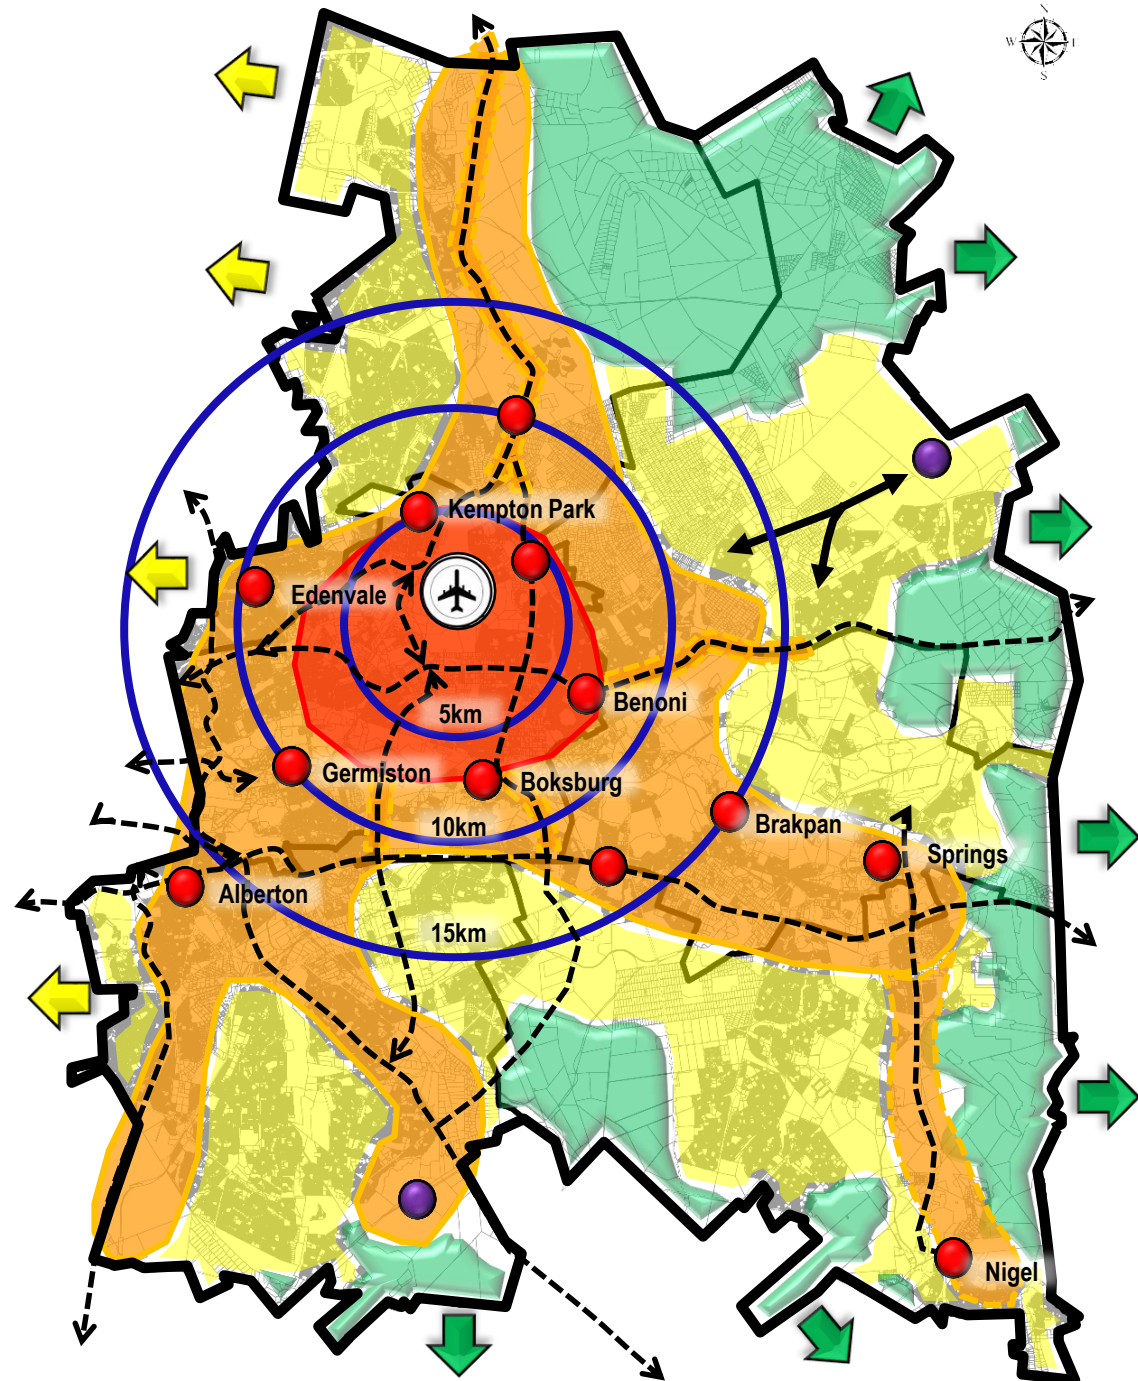 N
W E
S
Kempton Park
Edenvale
Benoni
5km
Germiston
Boksburg
10km
Brakpan
Springs
Alberton
15km
Nigel